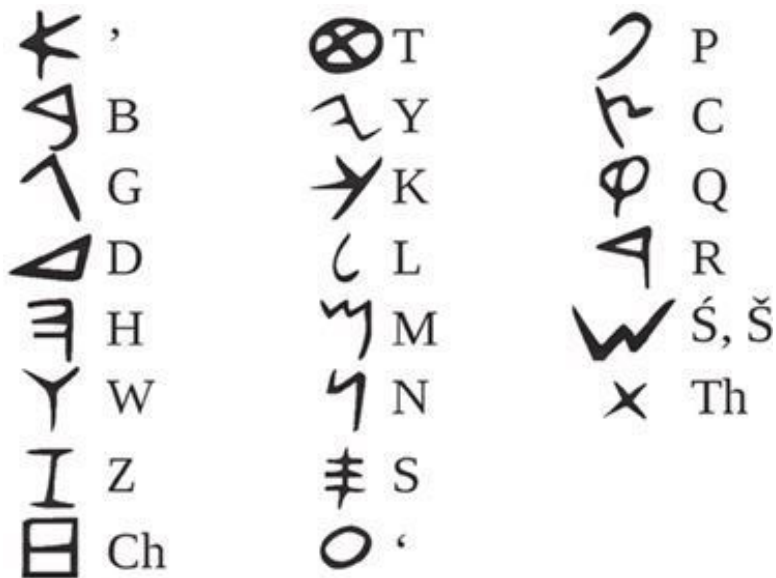 𐤀 ’ 𐤈 T 𐤐 P
𐤁 B 𐤉 Y 𐤑 C
𐤂 G 𐤊 K 𐤒 Q
𐤃 D 𐤋 L 𐤓 R
𐤄 H 𐤌 M 𐤔 Ś, Š
𐤅 W 𐤍 N 𐤕 Th
𐤆 Z 𐤎 S
𐤇 Ch 𐤏 ‘